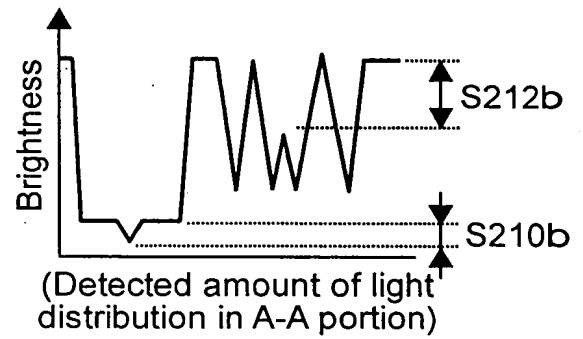 Brightness
S212b
S210b
(Detected amount of light
distribution in A-A portion)